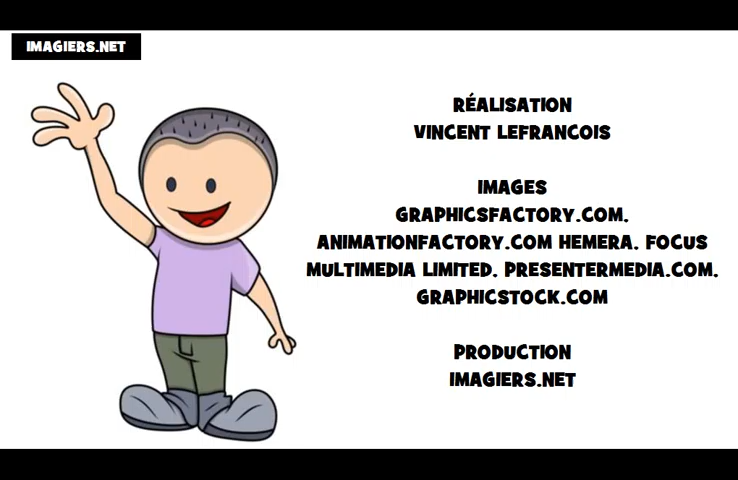 IMAGIERS.NET
RÉALISATION
VINCENT LEFRANCOIS
IMAGES
GRAPHICSFACTORY.COM,
ANIMATIONFACTORY.COM HEMERA, FOCUS
MULTIMEDIA LIMITED, PRESENTERMEDIA.COM,
GRAPHICSTOCK.COM
PRODUCTION
IMAGIERS.NET